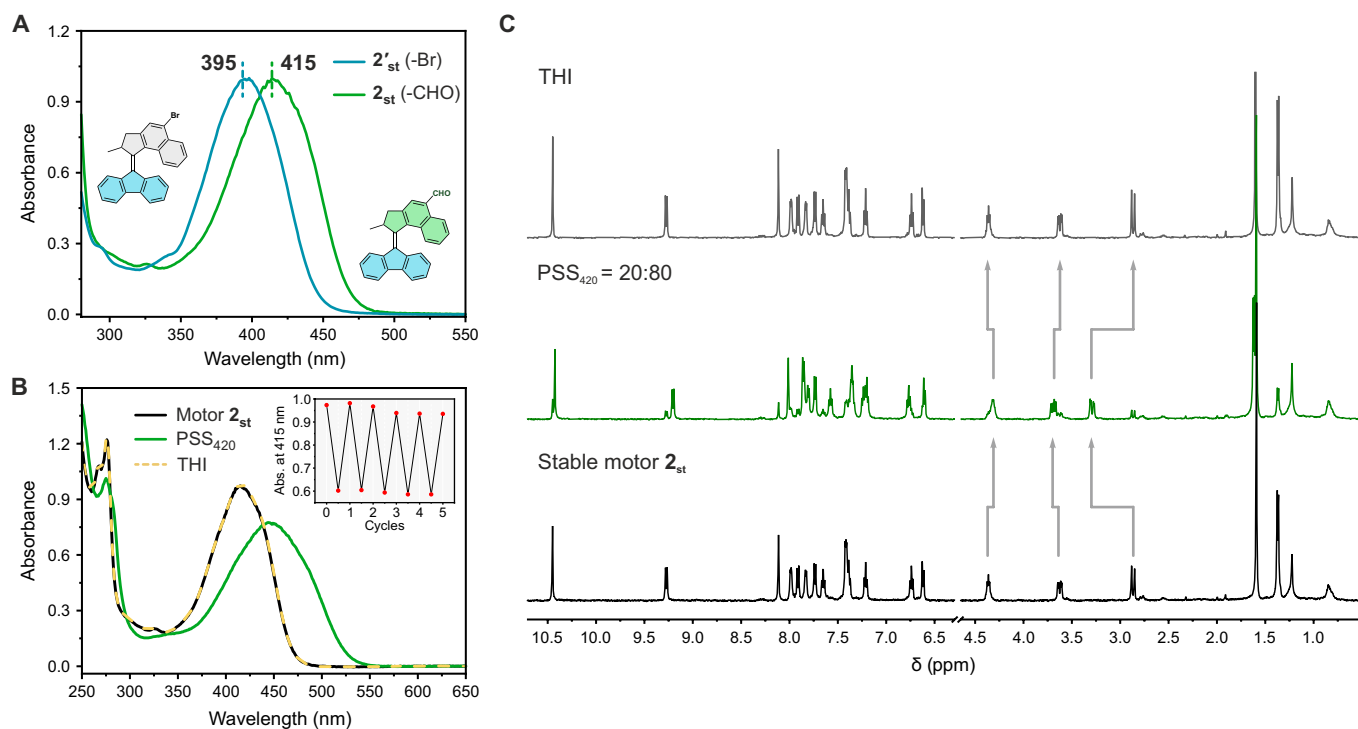 A
1.2
0.9
0.6
0.3
0.0
Absorbance
395
415
2′st (-Br)
2st (-CHO)
Br
CHO
300
350
400
450
500
550
Wavelength (nm)
B
1.5
1.2
0.9
0.6
0.3
0.0
Absorbance
Motor 2st
PSS420
THI
1.0
0.9
0.8
0.7
0.6
Abs. at 415 nm
0
1
2
3
4
5
Cycles
250
300
350
400
450
500
550
600
650
Wavelength (nm)
C
THI
PSS420 = 20:80
Stable motor 2st
10.5
10.0
9.5
9.0
8.5
8.0
7.5
7.0
6.5
4.5
4.0
3.5
3.0
2.5
2.0
1.5
1.0
δ (ppm)